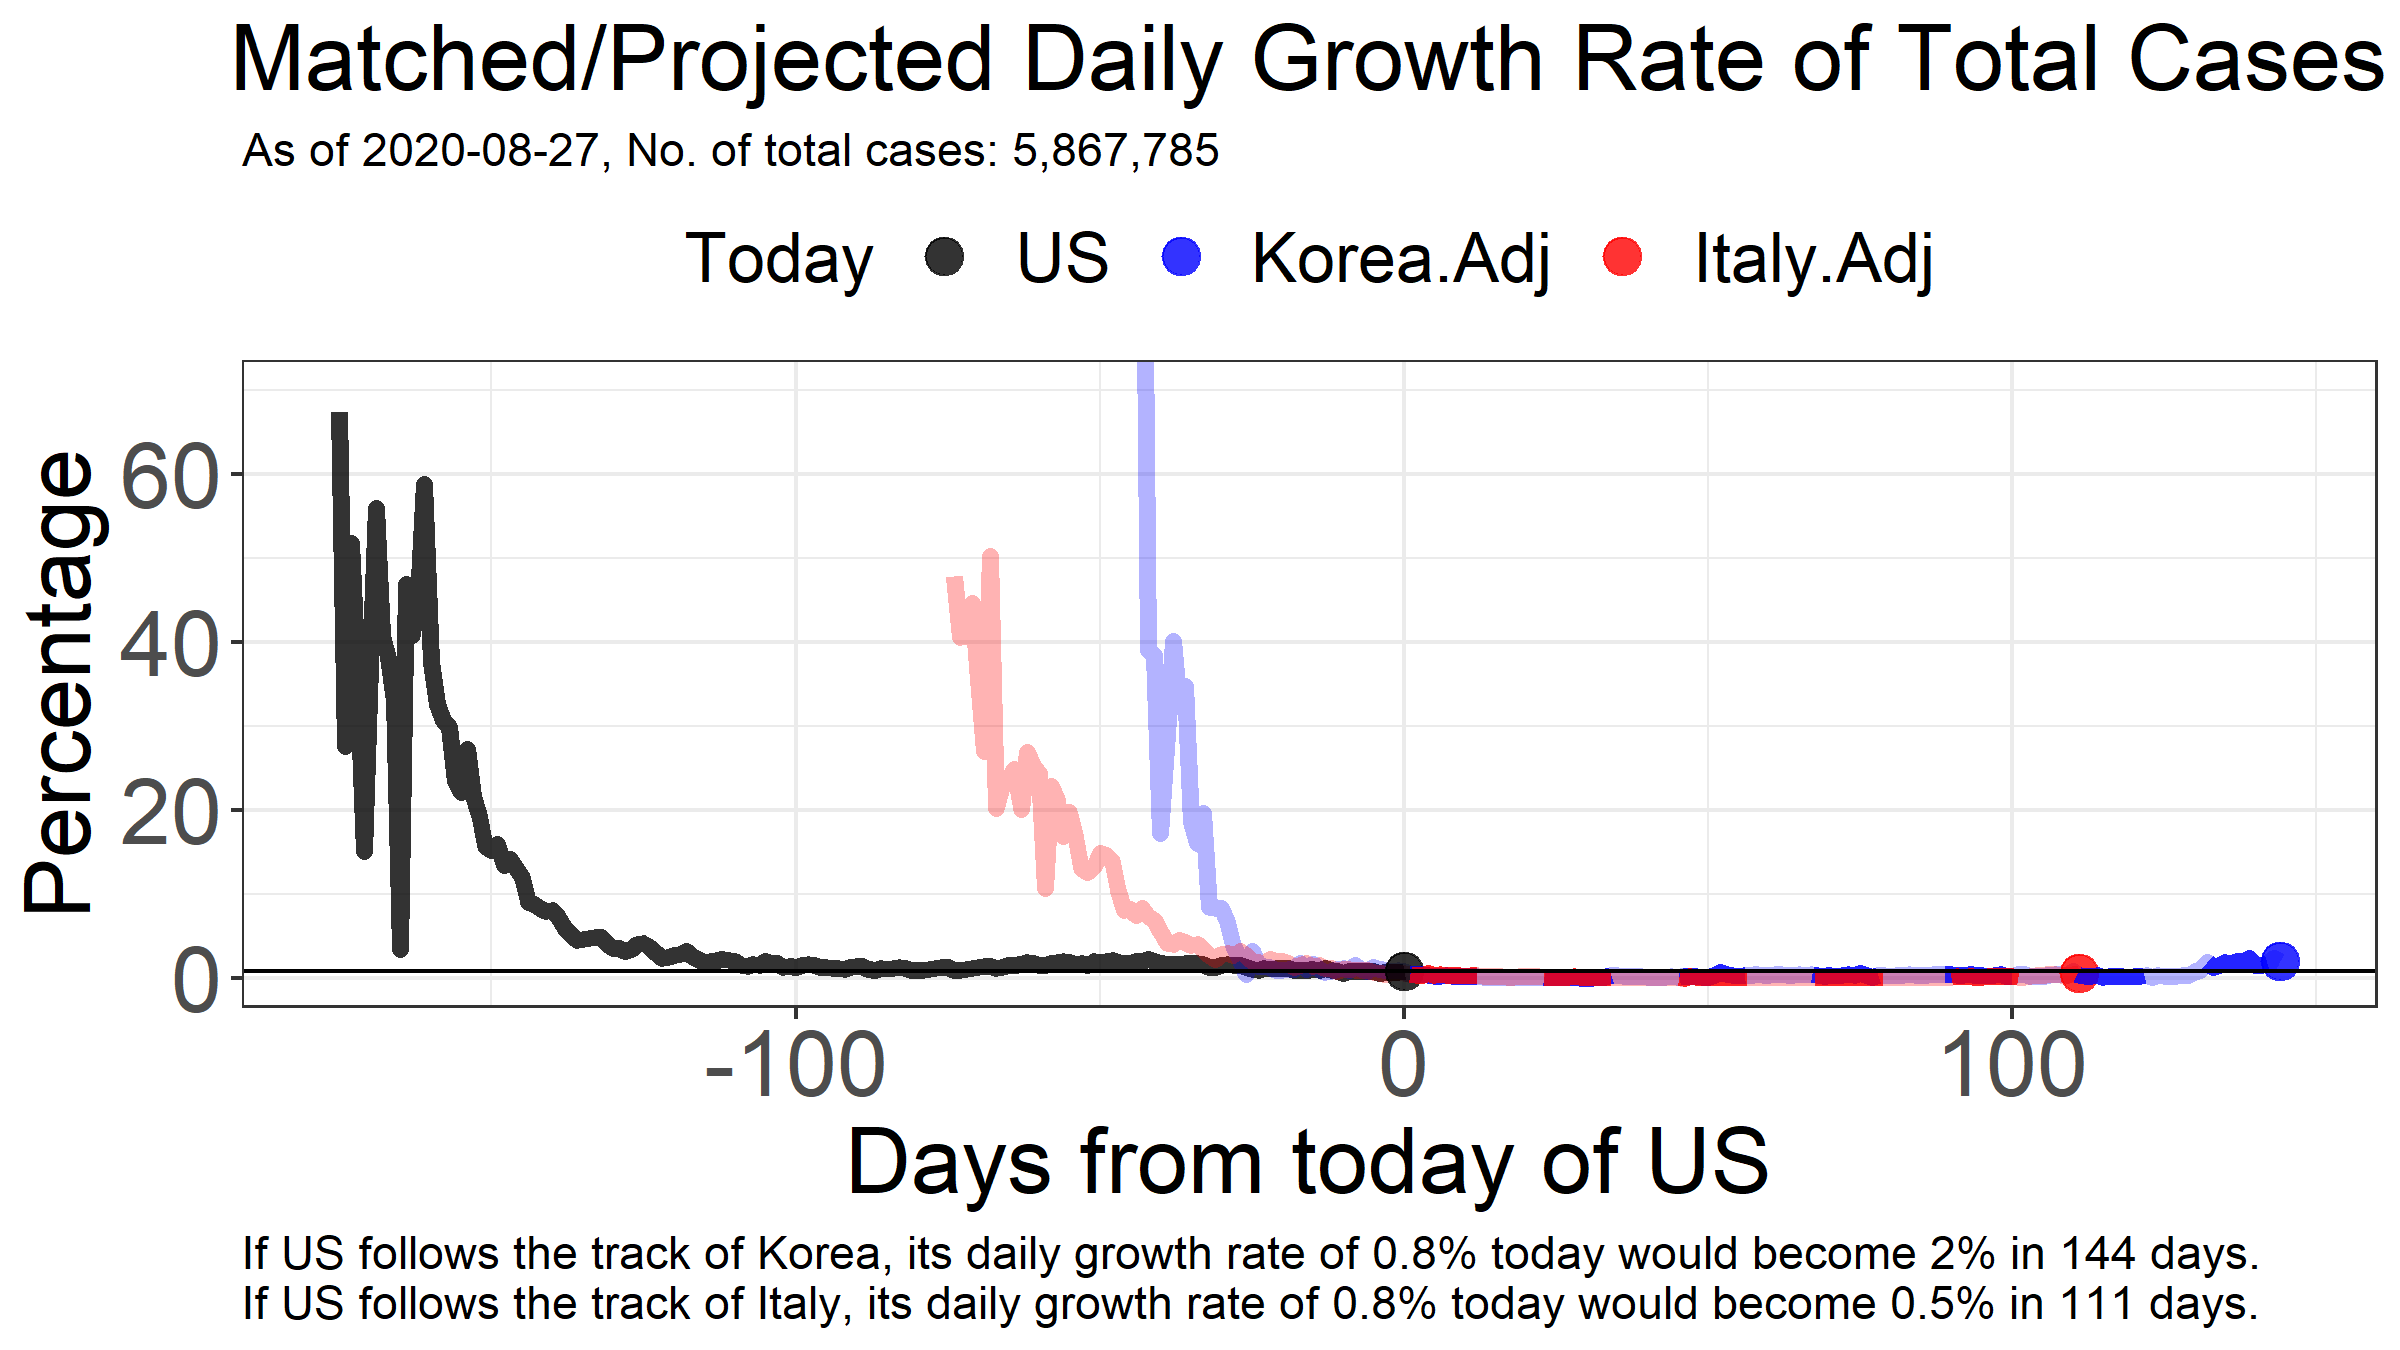 Matched/Projected Daily Growth Rate of Total Cases
As of 2020-08-27, No. of total cases: 5,867,785
Today US Korea.Adj Italy.Adj
Percentage
60
40
20
0
-100 0 100
Days from today of US
If US follows the track of Korea, its daily growth rate of 0.8% today would become 2% in 144 days.
If US follows the track of Italy, its daily growth rate of 0.8% today would become 0.5% in 111 days.